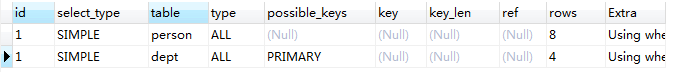 id select_type table type possible_keys key key_len ref rows Extra
1 SIMPLE person ALL (Null) (Null) (Null) (Null) 8 Using whe
1 SIMPLE dept ALL PRIMARY (Null) (Null) (Null) 4 Using whe